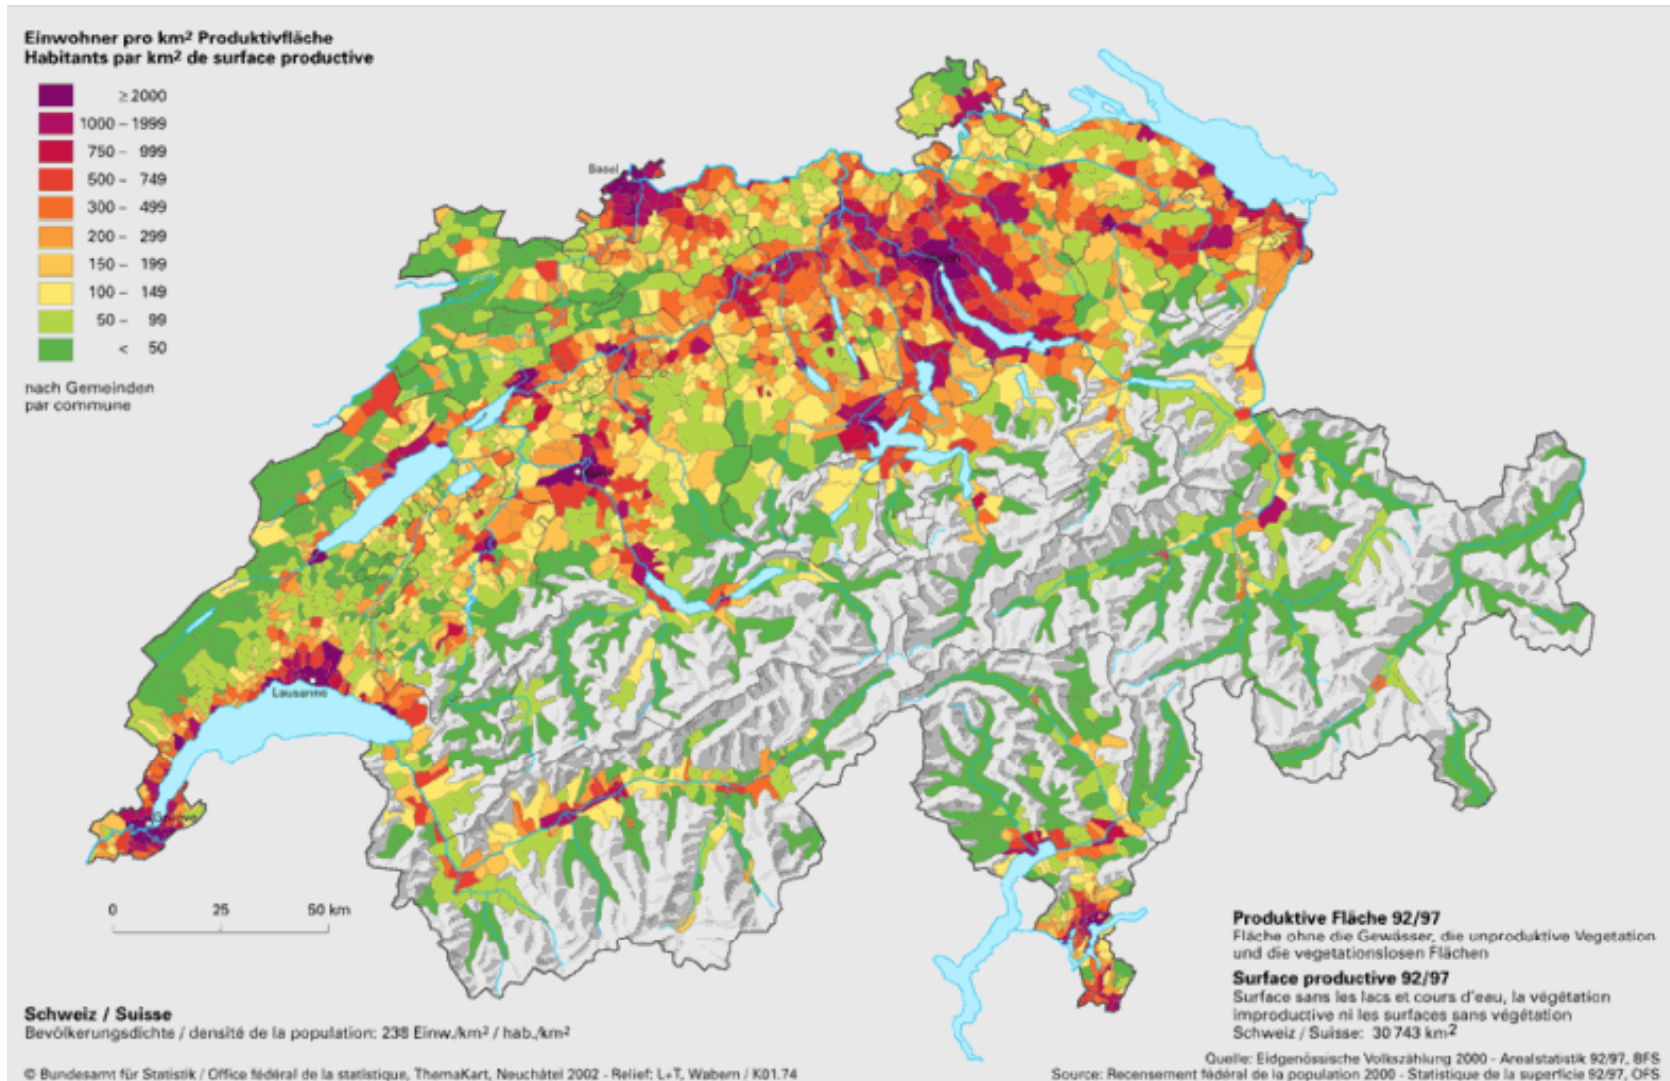 Einwohner pro km² Produktivfläche
Habitants par km² de surface productive
≥ 2000
1000 – 1999
750 – 999
500 – 749
300 – 499
200 – 299
150 – 199
100 – 149
50 – 99
< 50
nach Gemeinden
par commune
Basel
Lausanne
0 25 50 km
Produktive Fläche 92/97
Fläche ohne die Gewässer, die unproduktive Vegetation
und die vegetationslosen Flächen
Surface productive 92/97
Surface sans les lacs et cours d'eau, la végétation
improductive ni les surfaces sans végétation
Schweiz / Suisse: 30 743 km²
Schweiz / Suisse
Bevölkerungsdichte / densité de la population: 238 Einw./km² / hab./km²
Quelle: Eidgenössische Volkszählung 2000 - Arealstatistik 92/97, BFS
© Bundesamt für Statistik / Office fédéral de la statistique, ThemaKart, Neuchâtel 2002 - Relief: L+T, Wabern / K01.74
Source: Recensement fédéral de la population 2000 - Statistique de la superficie 92/97, OFS